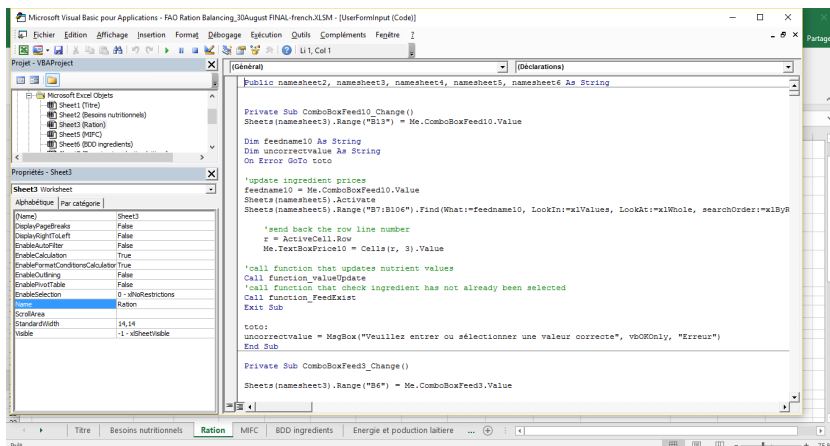 Microsoft Visual Basic pour Applications - FAO Ration Balancing_30August FINAL-french.XLSM - [UserFormInput (Code)]
Fichier Edition Affichage Insertion Format Débogage Exécution Outils Compléments Fenêtre ?
Li 1, Col 1
Partage
Projet - VBAProject
(Général)
(Déclarations)
Microsoft Excel Objets
Sheet1 (Titre)
Sheet2 (Besoins nutritionnels)
Sheet3 (Ration)
Sheet5 (MIFC)
Sheet6 (BDD ingredients)
Propriétés - Sheet3
Sheet3 Worksheet
Alphabétique Par catégorie
(Name) Sheet3
DisplayPageBreaks False
DisplayRightToLeft False
EnableAutoFilter False
EnableCalculation True
EnableFormatConditionsCalculation True
EnableOutlining False
EnablePivotTable False
EnableSelection 0 - xlNoRestrictions
Name Ration
ScrollArea
StandardWidth 14,14
Visible -1 - xlSheetVisible
Public namesheet2, namesheet3, namesheet4, namesheet5, namesheet6 As String
Private Sub ComboBoxFeed10_Change()
Sheets(namesheet3).Range("B13") = Me.ComboBoxFeed10.Value
Dim feedname10 As String
Dim uncorrectvalue As String
On Error GoTo toto
'update ingredient prices
feedname10 = Me.ComboBoxFeed10.Value
Sheets(namesheet5).Activate
Sheets(namesheet5).Range("B7:B106").Find(What:=feedname10, LookIn:=xlValues, LookAt:=xlWhole, searchOrder:=xlByR
'send back the row line number
r = ActiveCell.Row
Me.TextBoxPrice10 = Cells(r, 3).Value
'call function that updates nutrient values
Call function_valueUpdate
'call function that check ingredient has not already been selected
Call function_FeedExist
Exit Sub
toto:
uncorrectvalue = MsgBox("Veuillez entrer ou sélectionner une valeur correcte", vbOKOnly, "Erreur")
End Sub
Private Sub ComboBoxFeed3_Change()
Sheets(namesheet3).Range("B6") = Me.ComboBoxFeed3.Value
Titre Besoins nutritionnels Ration MIFC BDD ingredients Energie et poduction laitiere ...